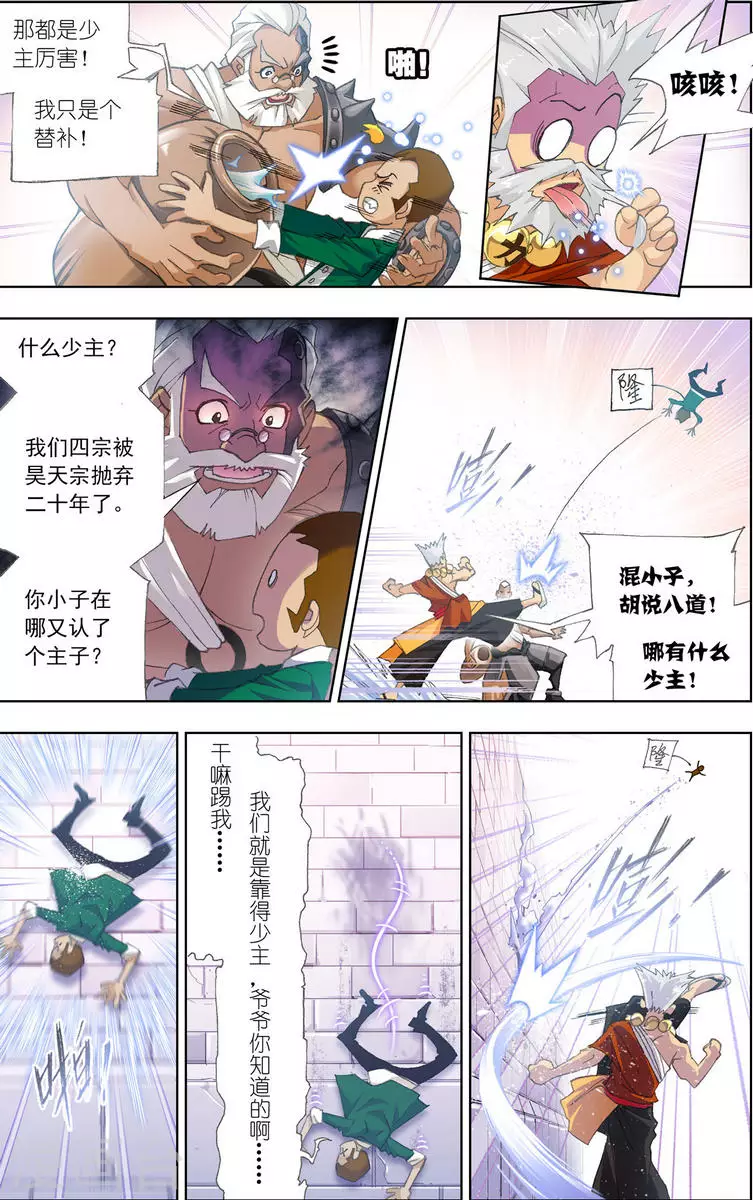 那都是少
主厉害！
我只是个
替补！
啪！
咳咳！
什么少主？
我们四宗被
昊天宗抛弃
二十年了。
你小子在
哪又认了
个主子？
隆
嘭！
混小子，
胡说八道！
哪有什么
少主！
啪！
干嘛踢我……
我们就是靠得少主，爷爷你知道的啊……
隆
嘭！